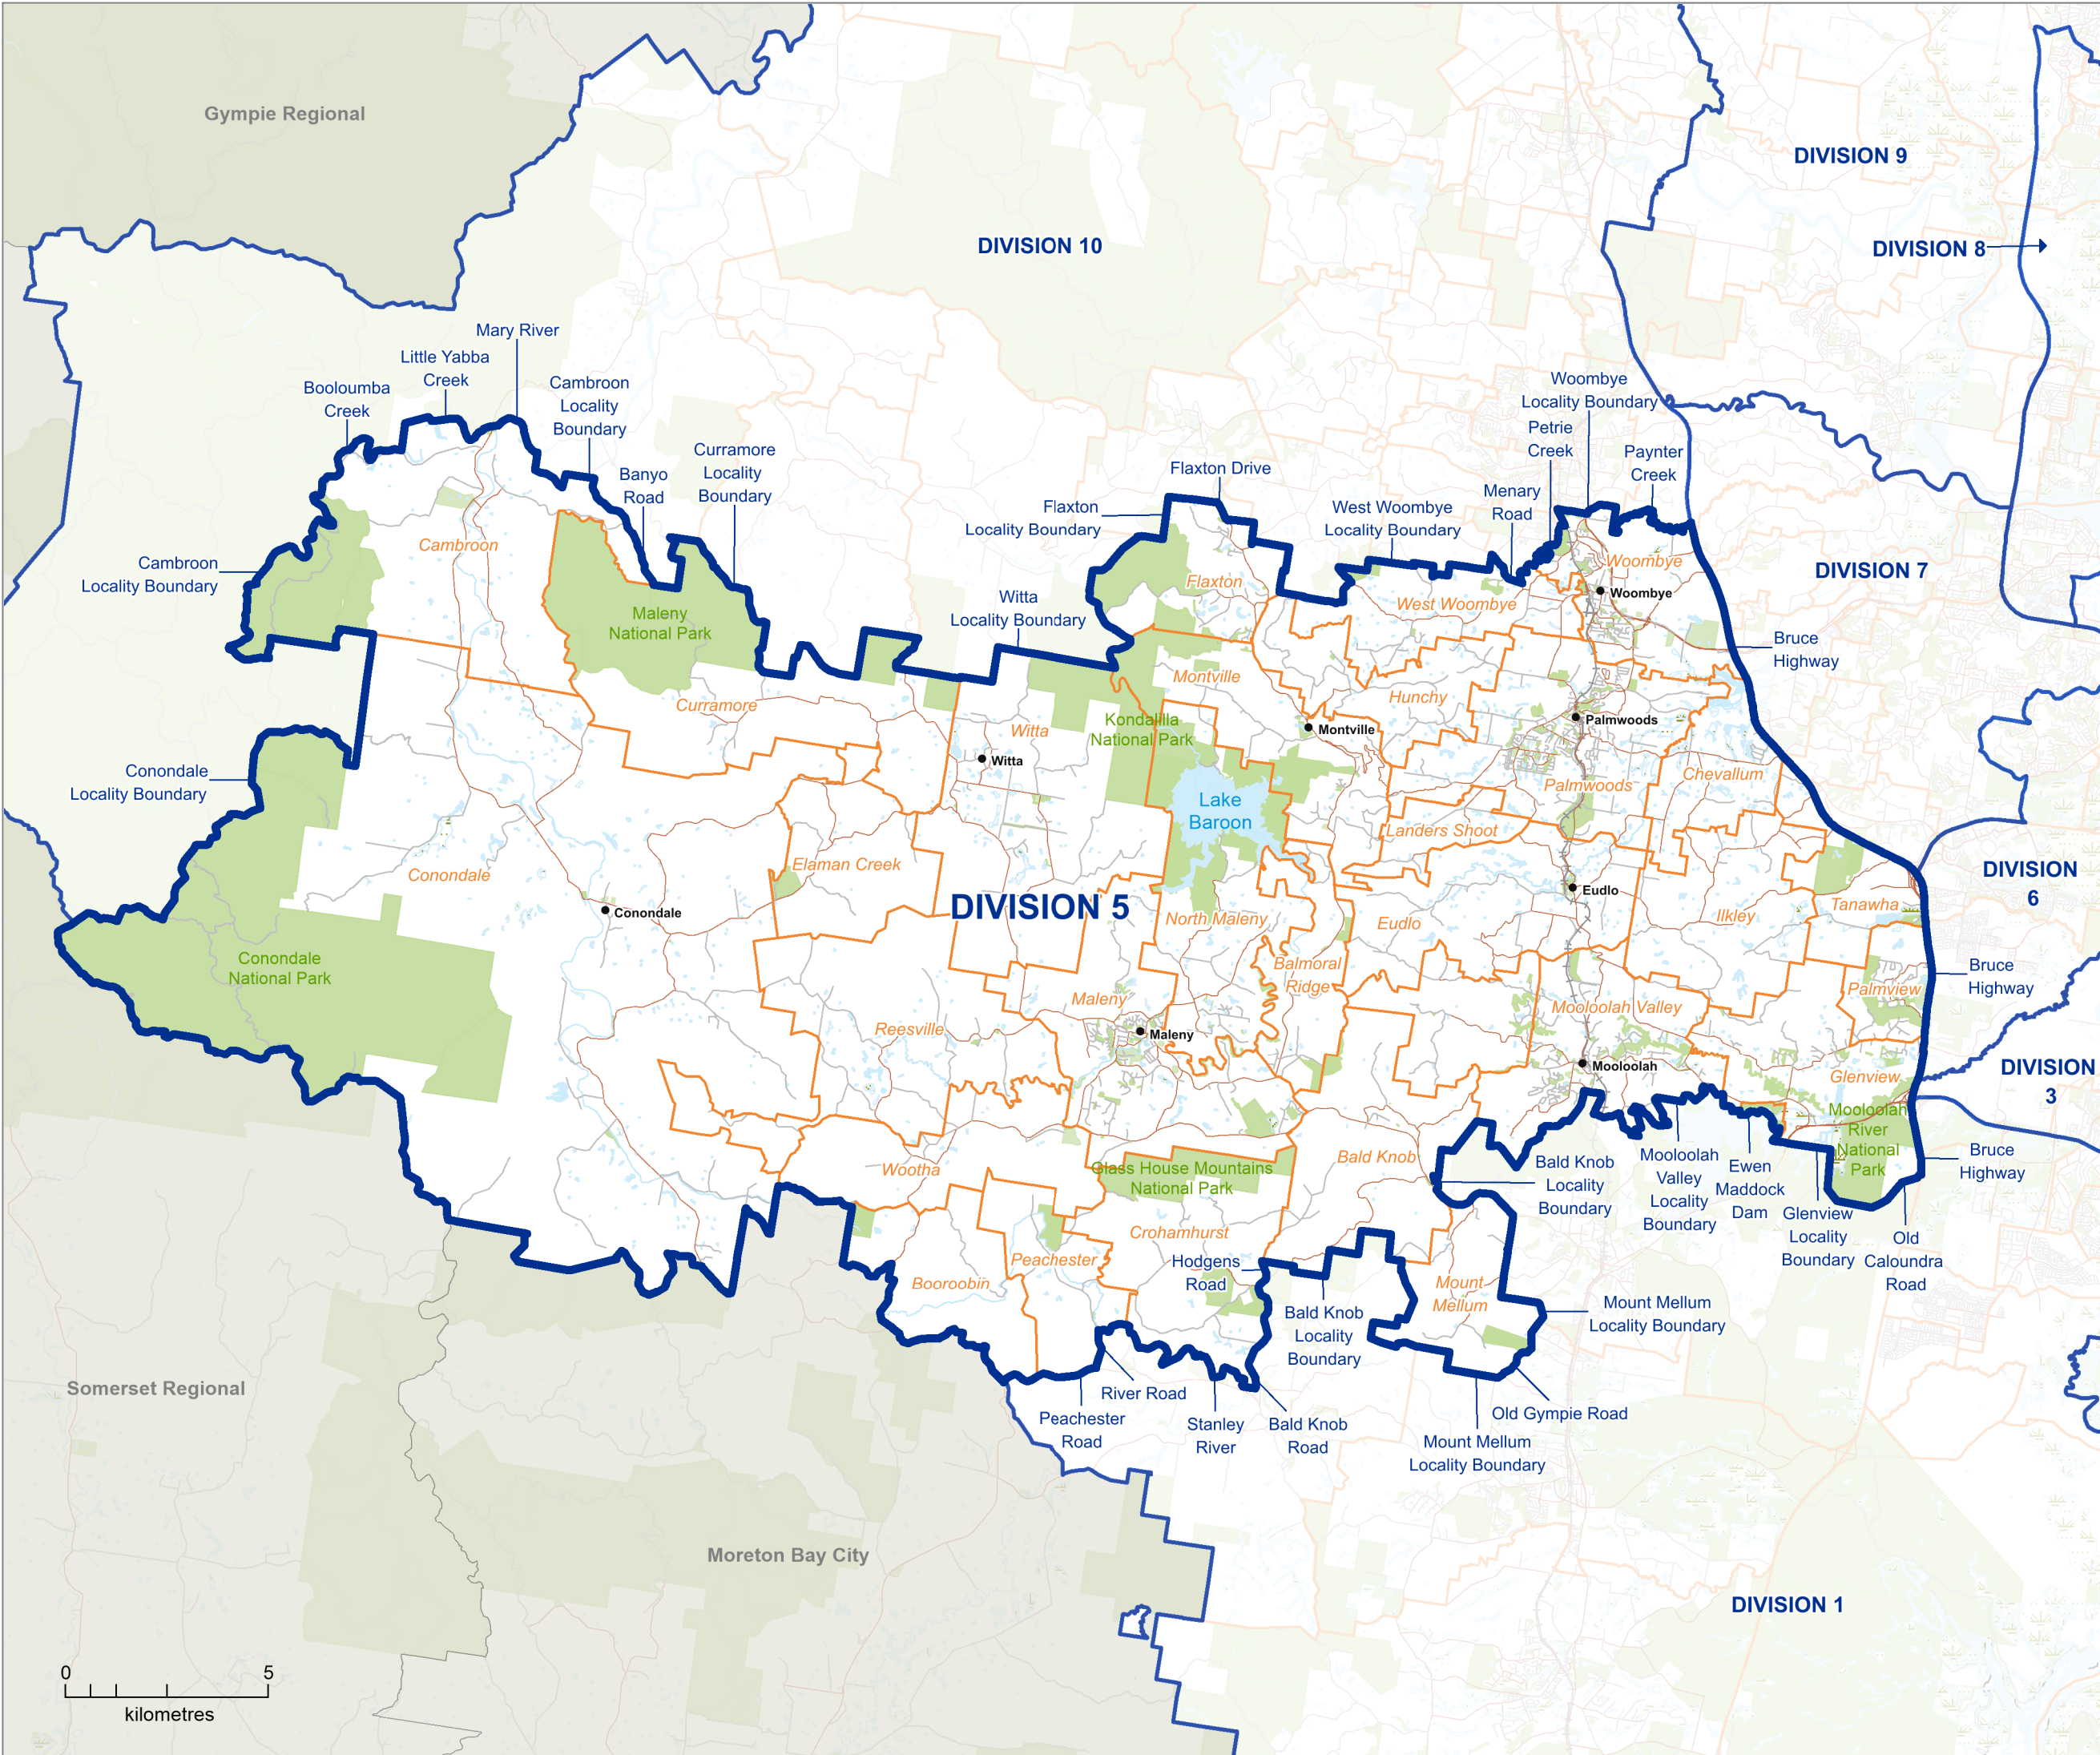 Gympie Regional
DIVISION 9
DIVISION 10
DIVISION 8
Mary River
Little Yabba
Creek
Booloumba
Creek
Cambroon
Locality
Boundary
Woombye
Locality Boundary
Petrie
Creek
Paynter
Creek
Curramore
Locality
Boundary
Banyo
Road
Flaxton Drive
Flaxton
Locality Boundary
West Woombye
Locality Boundary
Menary
Road
Cambroon
Locality Boundary
Cambroon
Woombye
DIVISION 7
Flaxton
Woombye
West Woombye
Witta
Locality Boundary
Maleny
National Park
Bruce
Highway
Montville
Curramore
Hunchy
Kondalilla
National Park
Witta
Montville
Palmwoods
Witta
Conondale
Locality Boundary
Chevallum
Palmwoods
Lake
Baroon
Landers Shoot
Elaman Creek
Conondale
DIVISION
6
Eudlo
DIVISION 5
Conondale
North Maleny
Eudlo
Ilkley
Tanawha
Conondale
National Park
Balmoral
Ridge
Bruce
Highway
Palmview
Maleny
Mooloolah Valley
Reesville
Maleny
Mooloolah
DIVISION
3
Glenview
Mooloolah
River
National
Park
Wootha
Glass House Mountains
National Park
Bald Knob
Bald Knob
Locality
Boundary
Mooloolah
Valley
Locality
Boundary
Ewen
Maddock
Dam
Bruce
Highway
Glenview
Locality
Boundary
Old
Caloundra
Road
Crohamhurst
Peachester
Booroobin
Hodgens
Road
Mount
Mellum
Bald Knob
Locality
Boundary
Mount Mellum
Locality Boundary
Somerset Regional
River Road
Peachester
Road
Stanley
River
Bald Knob
Road
Old Gympie Road
Mount Mellum
Locality Boundary
Moreton Bay City
DIVISION 1
0 5
kilometres